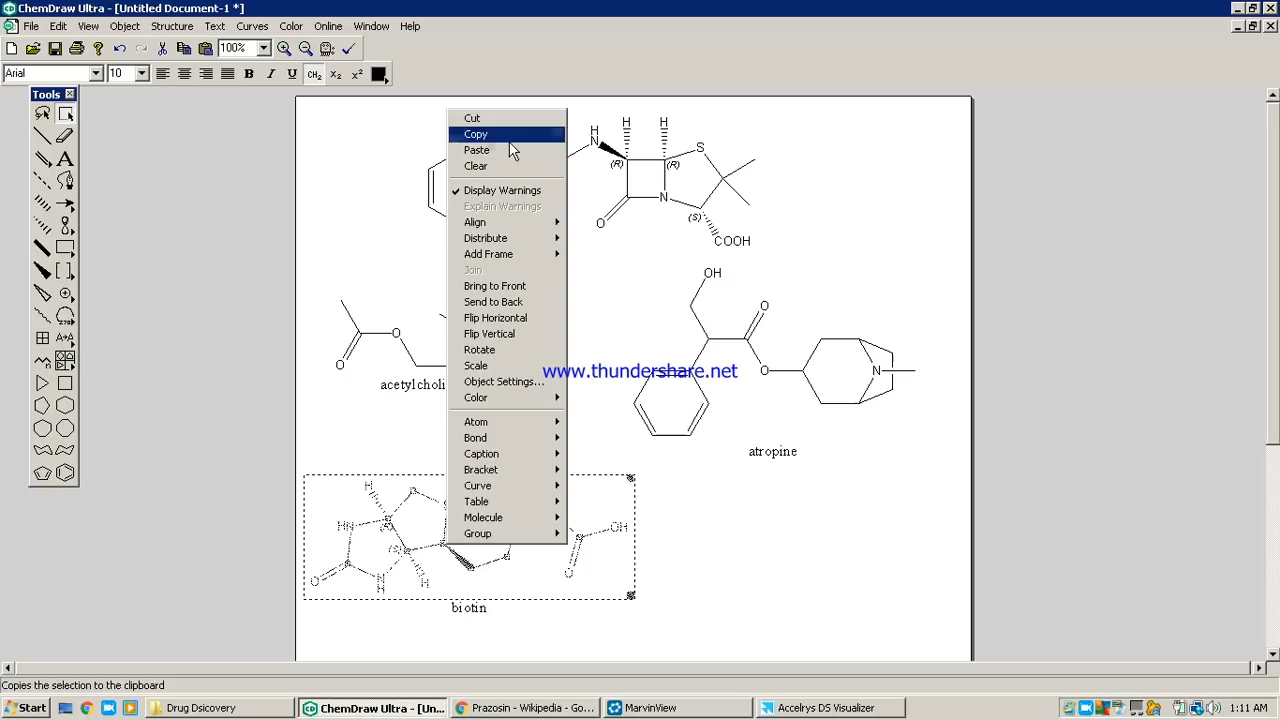 ChemDraw Ultra - [Untitled Document-1 *]
File Edit View Object Structure Text Curves Color Online Window Help
100%
Arial 10 B I U CH2 x2 x2
Tools
Cut
Copy
Paste
Clear
Display Warnings
Explain Warnings
Align
Distribute
Add Frame
Join
Bring to Front
Send to Back
Flip Horizontal
Flip Vertical
Rotate
Scale
Object Settings...
Color
Atom
Bond
Caption
Bracket
Curve
Table
Molecule
Group
H H H
N S
(R) (R)
O N
(S)
COOH
OH
O
O
O
O N
acetylcholi
www.thundershare.net
atropine
H
HN (R) OH
(S)
O N H O
H
biotin
Copies the selection to the clipboard
Start Drug Dsicovery ChemDraw Ultra - [Un... Prazosin - Wikipedia - Go... MarvinView Accelrys DS Visualizer 1:11 AM